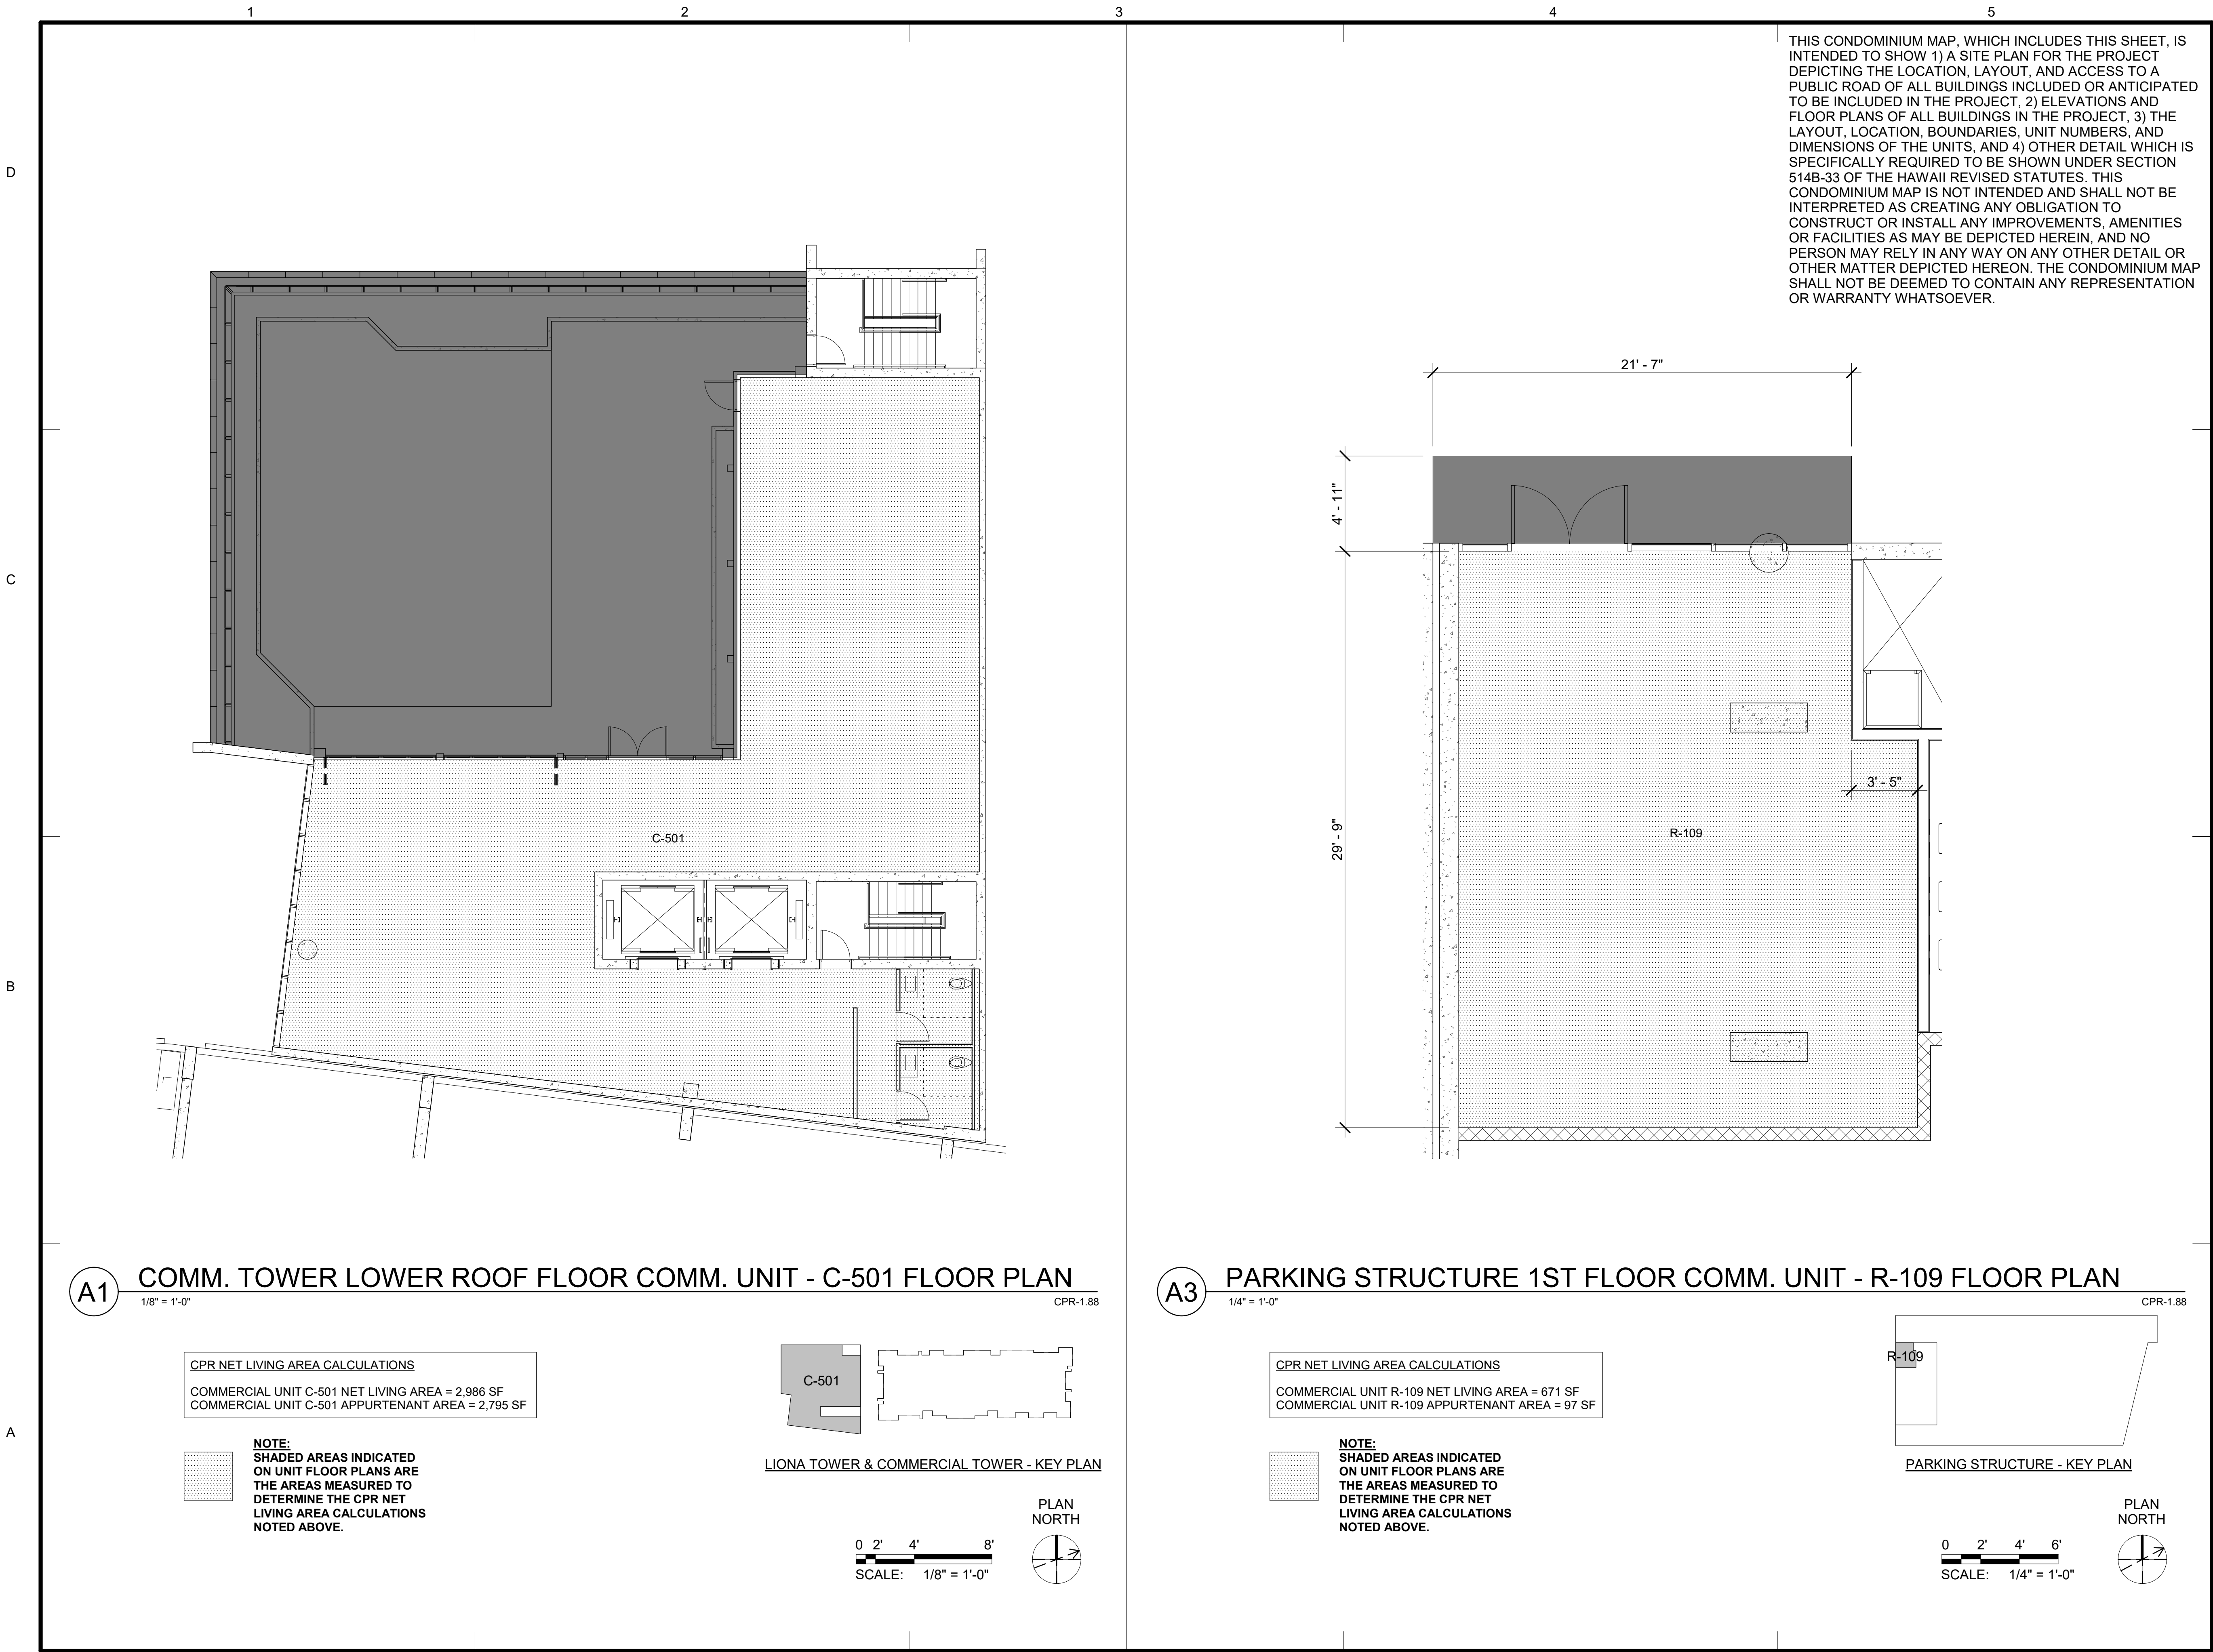 1
2
3
4
5
D
C
B
A
THIS CONDOMINIUM MAP, WHICH INCLUDES THIS SHEET, IS
INTENDED TO SHOW 1) A SITE PLAN FOR THE PROJECT
DEPICTING THE LOCATION, LAYOUT, AND ACCESS TO A
PUBLIC ROAD OF ALL BUILDINGS INCLUDED OR ANTICIPATED
TO BE INCLUDED IN THE PROJECT, 2) ELEVATIONS AND
FLOOR PLANS OF ALL BUILDINGS IN THE PROJECT, 3) THE
LAYOUT, LOCATION, BOUNDARIES, UNIT NUMBERS, AND
DIMENSIONS OF THE UNITS, AND 4) OTHER DETAIL WHICH IS
SPECIFICALLY REQUIRED TO BE SHOWN UNDER SECTION
514B-33 OF THE HAWAII REVISED STATUTES. THIS
CONDOMINIUM MAP IS NOT INTENDED AND SHALL NOT BE
INTERPRETED AS CREATING ANY OBLIGATION TO
CONSTRUCT OR INSTALL ANY IMPROVEMENTS, AMENITIES
OR FACILITIES AS MAY BE DEPICTED HEREIN, AND NO
PERSON MAY RELY IN ANY WAY ON ANY OTHER DETAIL OR
OTHER MATTER DEPICTED HEREON. THE CONDOMINIUM MAP
SHALL NOT BE DEEMED TO CONTAIN ANY REPRESENTATION
OR WARRANTY WHATSOEVER.
C-501
21' - 7"
4' - 11"
29' - 9"
3' - 5"
R-109
A1
COMM. TOWER LOWER ROOF FLOOR COMM. UNIT - C-501 FLOOR PLAN
1/8" = 1'-0"
CPR-1.88
CPR NET LIVING AREA CALCULATIONS
COMMERCIAL UNIT C-501 NET LIVING AREA = 2,986 SF
COMMERCIAL UNIT C-501 APPURTENANT AREA = 2,795 SF
NOTE:
SHADED AREAS INDICATED
ON UNIT FLOOR PLANS ARE
THE AREAS MEASURED TO
DETERMINE THE CPR NET
LIVING AREA CALCULATIONS
NOTED ABOVE.
C-501
LIONA TOWER & COMMERCIAL TOWER - KEY PLAN
PLAN
NORTH
0 2' 4' 8'
SCALE: 1/8" = 1'-0"
A3
PARKING STRUCTURE 1ST FLOOR COMM. UNIT - R-109 FLOOR PLAN
1/4" = 1'-0"
CPR-1.88
CPR NET LIVING AREA CALCULATIONS
COMMERCIAL UNIT R-109 NET LIVING AREA = 671 SF
COMMERCIAL UNIT R-109 APPURTENANT AREA = 97 SF
NOTE:
SHADED AREAS INDICATED
ON UNIT FLOOR PLANS ARE
THE AREAS MEASURED TO
DETERMINE THE CPR NET
LIVING AREA CALCULATIONS
NOTED ABOVE.
R-109
PARKING STRUCTURE - KEY PLAN
PLAN
NORTH
0 2' 4' 6'
SCALE: 1/4" = 1'-0"